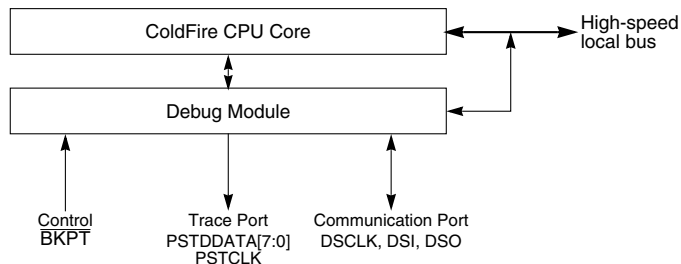 ColdFire CPU Core
High-speed
local bus
Debug Module
Control
BKPT
Trace Port
PSTDDATA[7:0]
PSTCLK
Communication Port
DSCLK, DSI, DSO